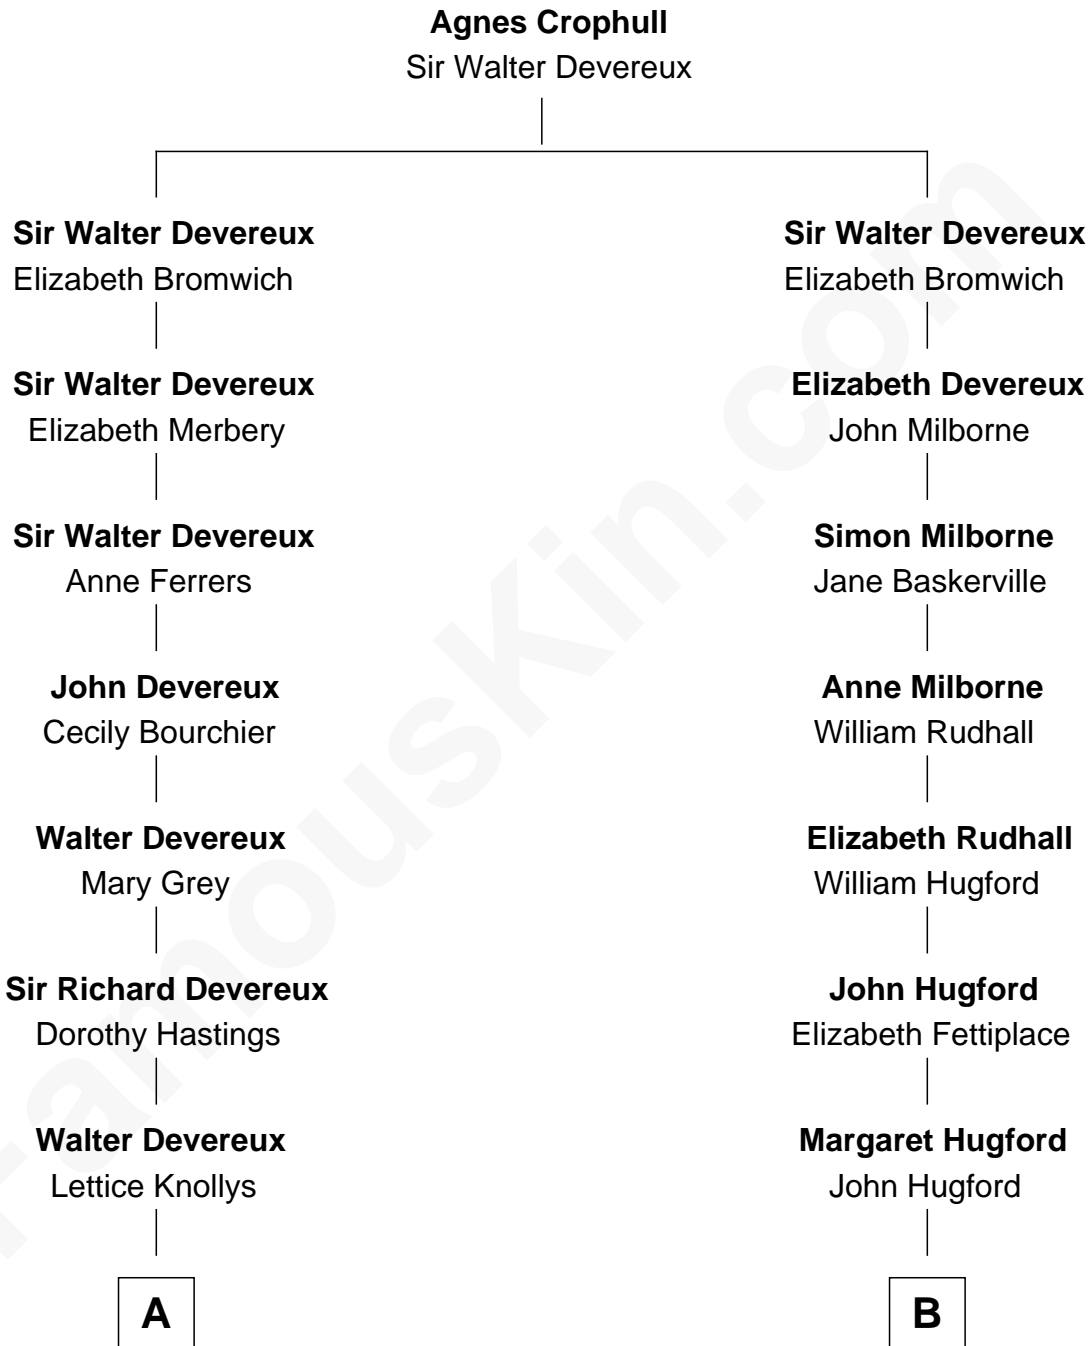 Agnes Crophull
Sir Walter Devereux
Sir Walter Devereux
Elizabeth Bromwich
Sir Walter Devereux
Elizabeth Merbery
Sir Walter Devereux
Anne Ferrers
John Devereux
Cecily Bourchier
Walter Devereux
Mary Grey
Sir Richard Devereux
Dorothy Hastings
Walter Devereux
Lettice Knollys
A
Sir Walter Devereux
Elizabeth Bromwich
Elizabeth Devereux
John Milborne
Simon Milborne
Jane Baskerville
Anne Milborne
William Rudhall
Elizabeth Rudhall
William Hugford
John Hugford
Elizabeth Fettiplace
Margaret Hugford
John Hugford
B
FamousKin.com